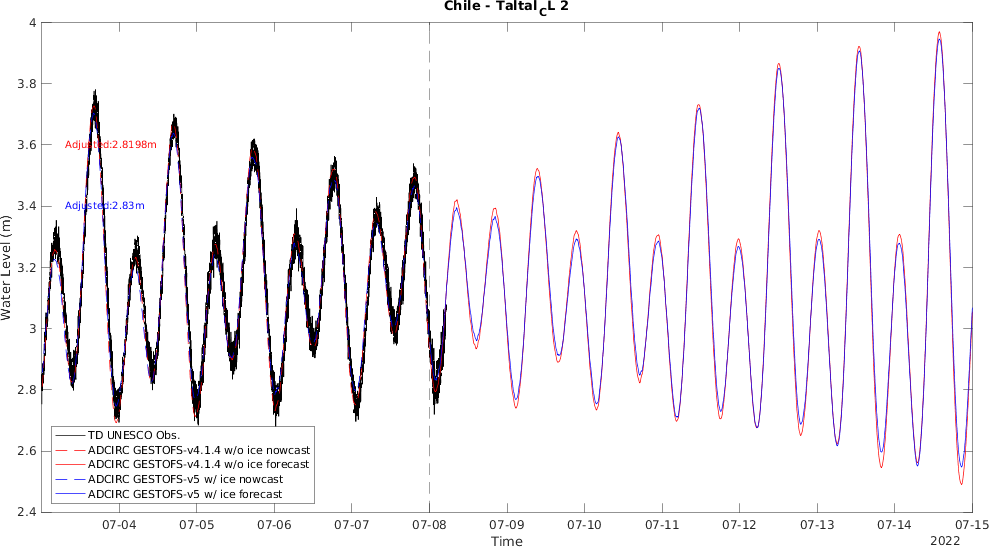 Chile - Taltal_CL 2
4
3.8
3.6
3.4
3.2
3
2.8
2.6
2.4
Water Level (m)
Adjusted:2.8198m
Adjusted:2.83m
TD UNESCO Obs.
ADCIRC GESTOFS-v4.1.4 w/o ice nowcast
ADCIRC GESTOFS-v4.1.4 w/o ice forecast
ADCIRC GESTOFS-v5 w/ ice nowcast
ADCIRC GESTOFS-v5 w/ ice forecast
07-04 07-05 07-06 07-07 07-08 07-09 07-10 07-11 07-12 07-13 07-14 07-15
Time
2022